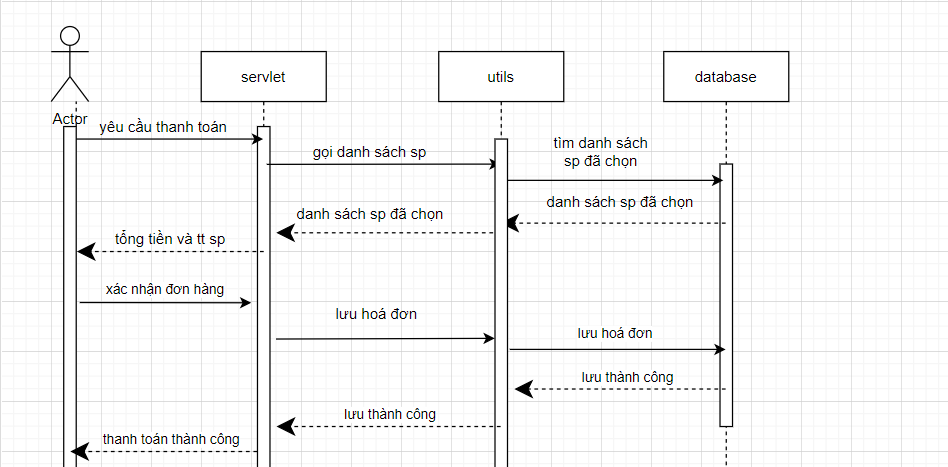 servlet
utils
database
Actor
yêu cầu thanh toán
gọi danh sách sp
tìm danh sách
sp đã chọn
danh sách sp đã chọn
danh sách sp đã chọn
tổng tiền và tt sp
xác nhận đơn hàng
lưu hoá đơn
lưu hoá đơn
lưu thành công
lưu thành công
thanh toán thành công